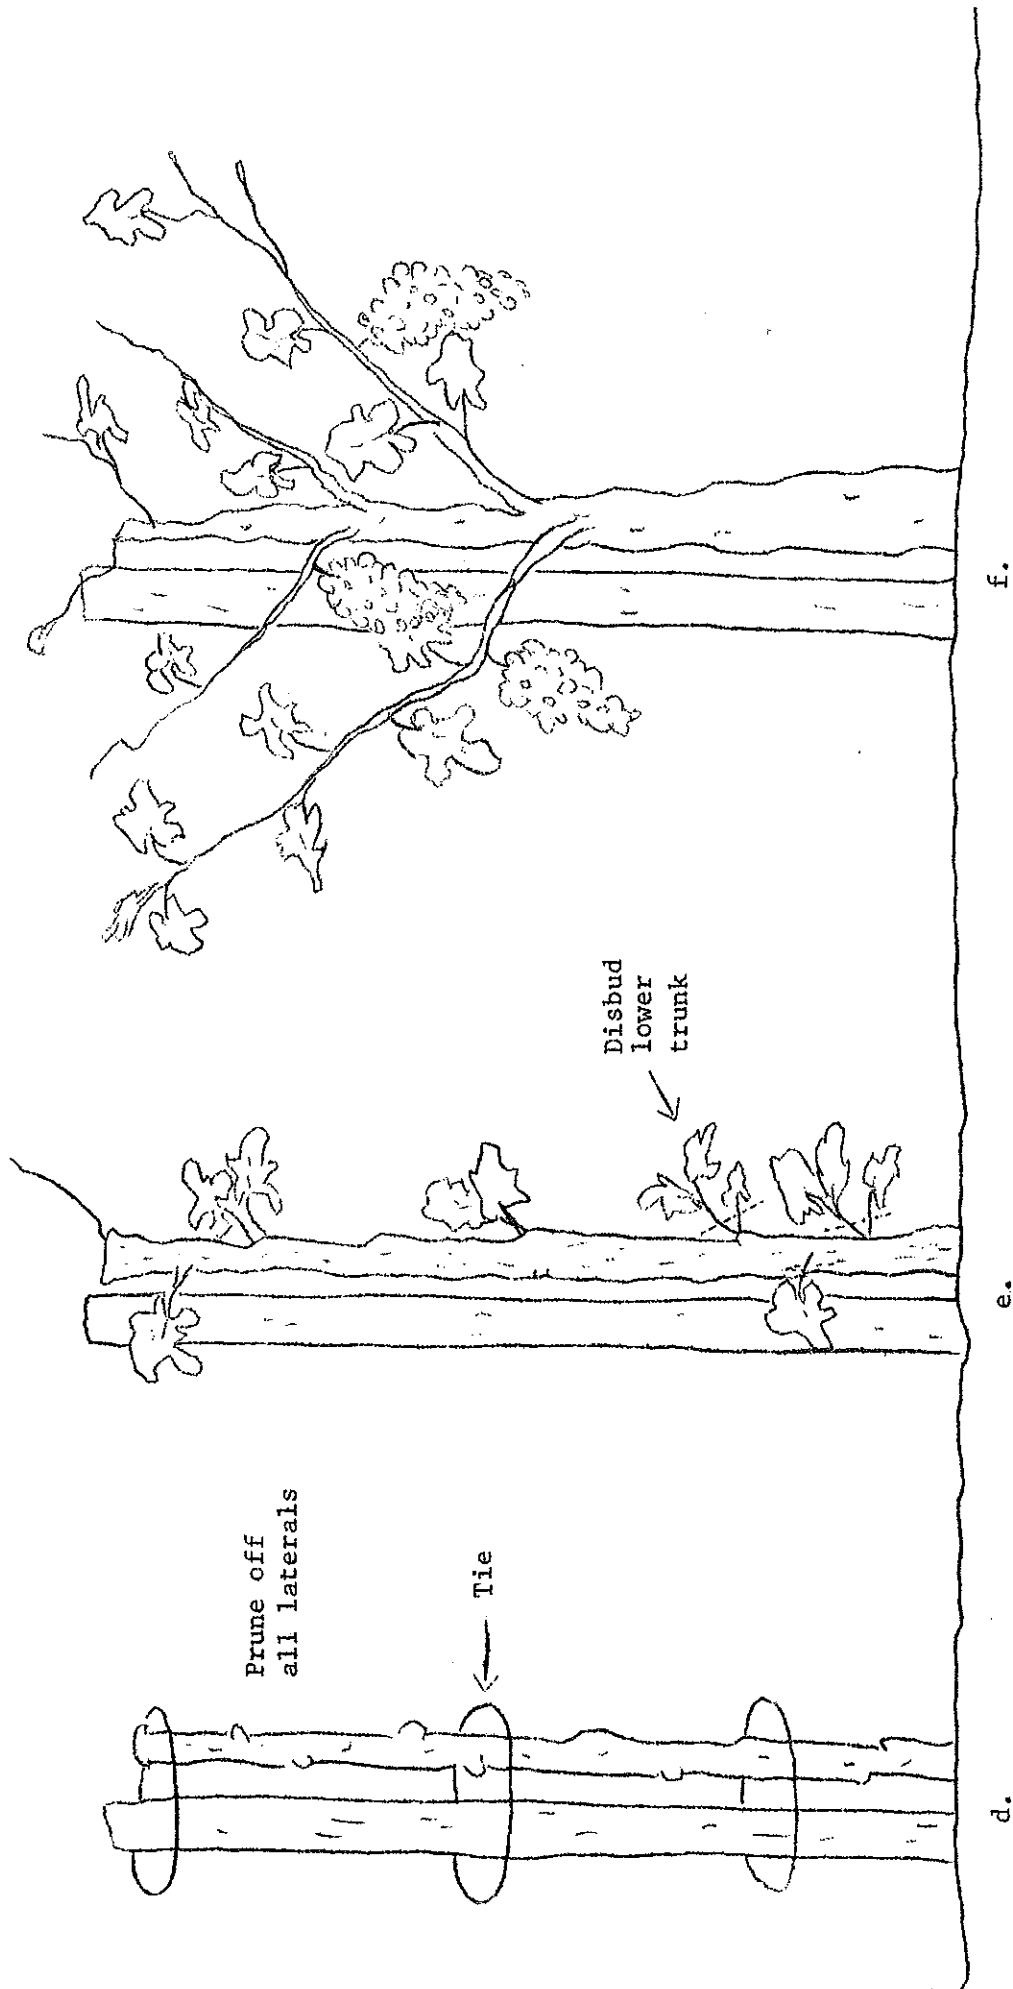 Prune off
all laterals
Tie
Disbud
lower
trunk
d.
e.
f.